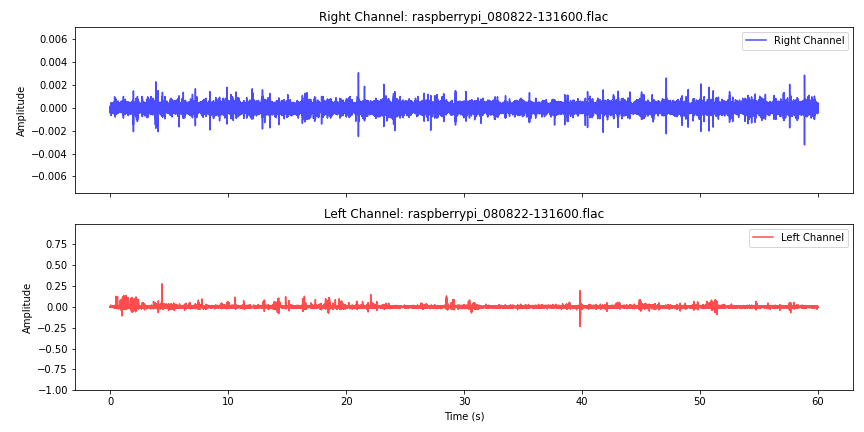 Right Channel: raspberrypi_080822-131600.flac
Right Channel
Amplitude
0.006
0.004
0.002
0.000
−0.002
−0.004
−0.006
Left Channel: raspberrypi_080822-131600.flac
Left Channel
Amplitude
0.75
0.50
0.25
0.00
−0.25
−0.50
−0.75
−1.00
0 10 20 30 40 50 60
Time (s)